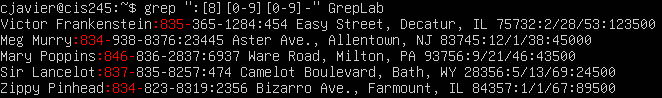 cjavier@cis245:~$ grep ":[8][0-9][0-9]-" GrepLab
Victor Frankenstein:835-365-1284:454 Easy Street, Decatur, IL 75732:2/28/53:123500
Meg Murry:834-938-8376:23445 Aster Ave., Allentown, NJ 83745:12/1/38:45000
Mary Poppins:846-836-2837:6937 Ware Road, Milton, PA 93756:9/21/46:43500
Sir Lancelot:837-835-8257:474 Camelot Boulevard, Bath, WY 28356:5/13/69:24500
Zippy Pinhead:834-823-8319:2356 Bizarro Ave., Farmount, IL 84357:1/1/67:89500